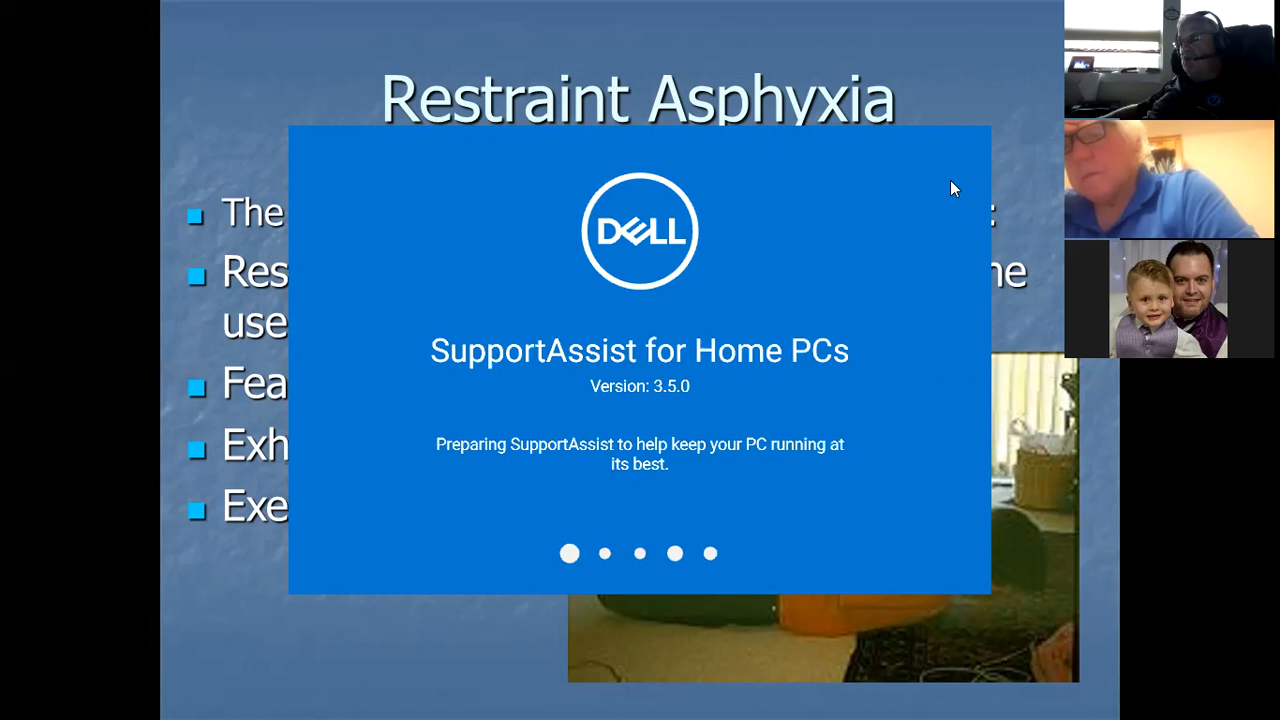 Restraint Asphyxia
The
Res
ne
use
Fea
Exh
Exe
DELL
SupportAssist for Home PCs
Version: 3.5.0
Preparing SupportAssist to help keep your PC running at
its best.